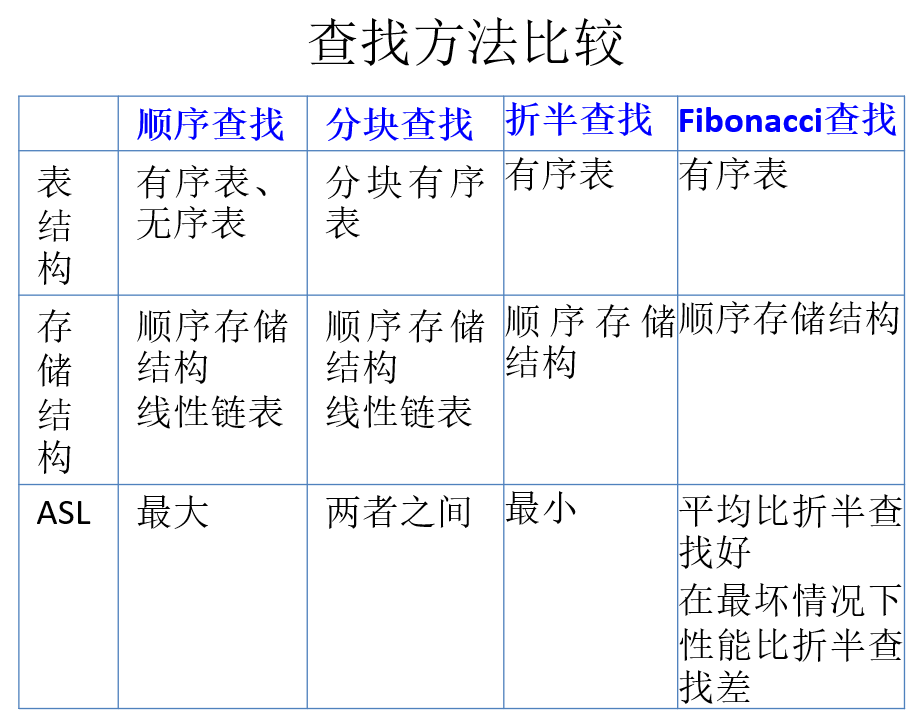 查找方法比较
顺序查找
分块查找
折半查找
Fibonacci查找
表
结
构
有序表、
无序表
分块有序
表
有序表
有序表
存
储
结
构
顺序存储
结构
线性链表
顺序存储
结构
线性链表
顺序存储
结构
顺序存储结构
ASL
最大
两者之间
最小
平均比折半查
找好
在最坏情况下
性能比折半查
找差